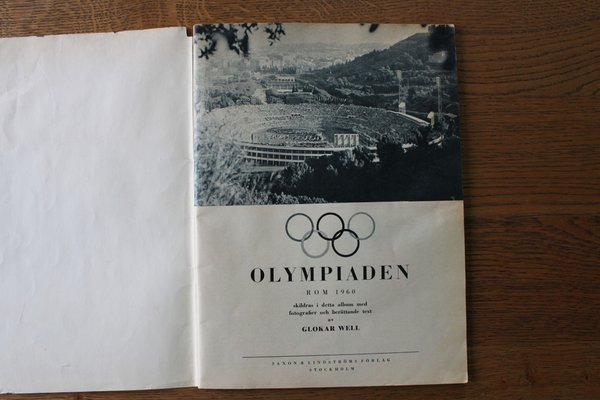 OLYMPIADEN
ROM 1960
skildras i detta album med
fotografier och berättande text
av
GLOKAR WELL
SAXON & LINDSTRÖMS FÖRLAG
STOCKHOLM